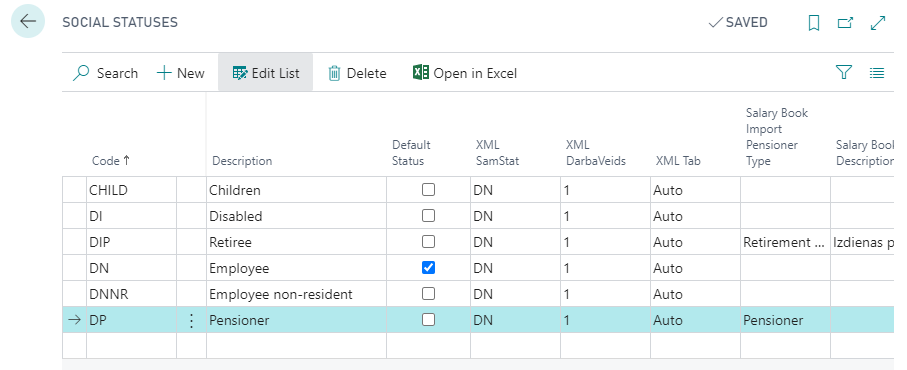 SOCIAL STATUSES
SAVED
Search New Edit List Delete Open in Excel
Code Description Default Status XML SamStat XML DarbaVeids XML Tab Salary Book Import Pensioner Type Salary Book Description
CHILD Children DN 1 Auto
DI Disabled DN 1 Auto
DIP Retiree DN 1 Auto Retirement ... Izdienas p
DN Employee DN 1 Auto
DNNR Employee non-resident DN 1 Auto
DP Pensioner DN 1 Auto Pensioner